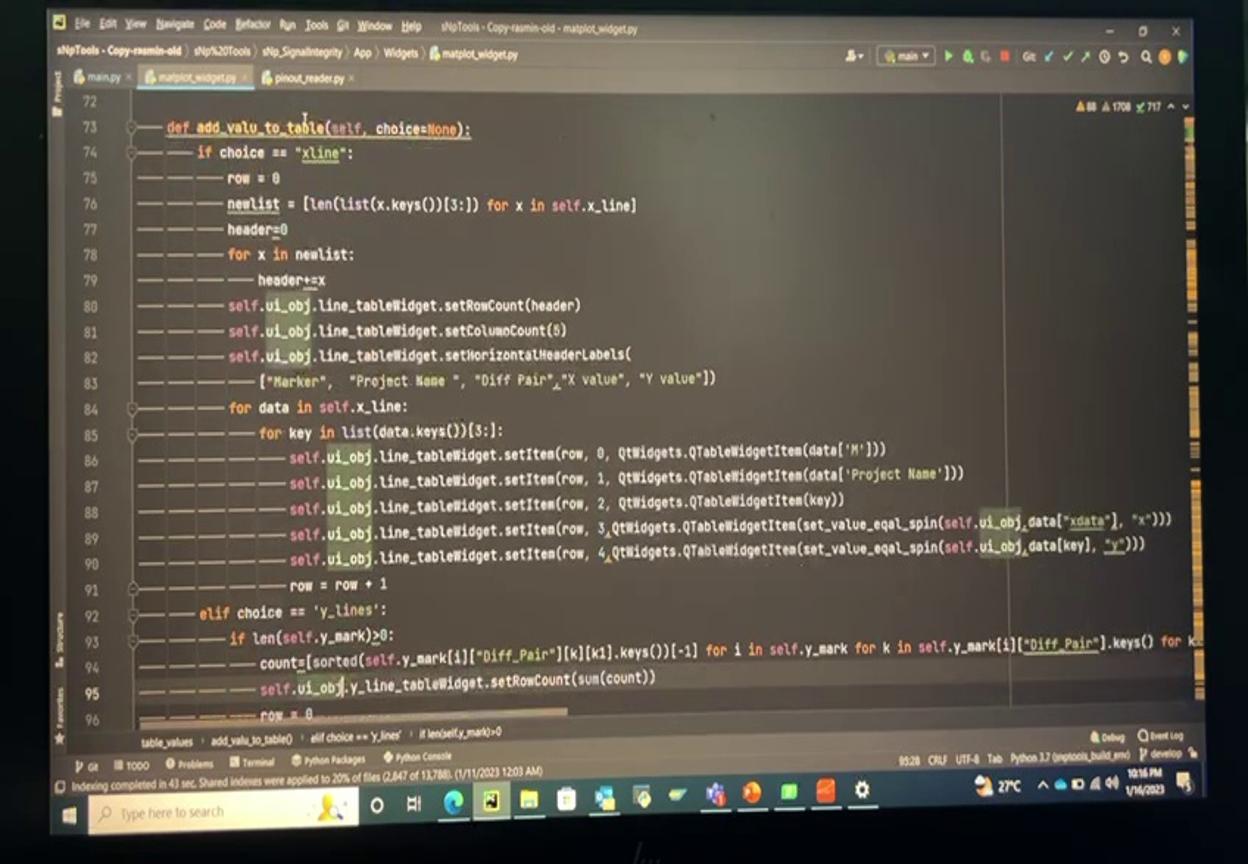 File Edit View Navigate Code Refactor Run Tools Git Window Help sNpTools - Copy-rasmin-old - matplot_widget.py
sNpTools - Copy-rasmin-old sNp%20Tools sNp_SignalIntegrity App Widgets matplot_widget.py main Git:
main.py matplot_widget.py pinout_reader.py
Project
88 1708 717
72
73 def add_valu_to_table(self, choice=None):
74 if choice == "xline":
75 row = 0
76 newlist = [len(list(x.keys())[3:]) for x in self.x_line]
77 header=0
78 for x in newlist:
79 header+=x
80 self.ui_obj.line_tableWidget.setRowCount(header)
81 self.ui_obj.line_tableWidget.setColumnCount(5)
82 self.ui_obj.line_tableWidget.setHorizontalHeaderLabels(
83 ["Marker", "Project Name ", "Diff Pair","X value", "Y value"])
84 for data in self.x_line:
85 for key in list(data.keys())[3:]:
86 self.ui_obj.line_tableWidget.setItem(row, 0, QtWidgets.QTableWidgetItem(data['M']))
87 self.ui_obj.line_tableWidget.setItem(row, 1, QtWidgets.QTableWidgetItem(data['Project Name']))
88 self.ui_obj.line_tableWidget.setItem(row, 2, QtWidgets.QTableWidgetItem(key))
89 self.ui_obj.line_tableWidget.setItem(row, 3,QtWidgets.QTableWidgetItem(set_value_eqal_spin(self.ui_obj,data["xdata"], "x")))
90 self.ui_obj.line_tableWidget.setItem(row, 4,QtWidgets.QTableWidgetItem(set_value_eqal_spin(self.ui_obj,data[key], "y")))
91 row = row + 1
92 elif choice == 'y_lines':
93 if len(self.y_mark)>0:
94 count=[sorted(self.y_mark[i]["Diff_Pair"][k][k1].keys())[-1] for i in self.y_mark for k in self.y_mark[i]["Diff_Pair"].keys() for k
95 self.ui_obj.y_line_tableWidget.setRowCount(sum(count))
96 row = 0
Structure
Favorites
table_values add_valu_to_table() elif choice == 'y_lines' if len(self.y_mark)>0
Git TODO Problems Terminal Python Packages Python Console Debug Event Log
Indexing completed in 43 sec. Shared indexes were applied to 20% of files (2,847 of 13,788). (1/11/2023 12:03 AM) 95:28 CRLF UTF-8 Tab Python 3.7 develop
Type here to search 27°C 10:16 PM
1/16/2023